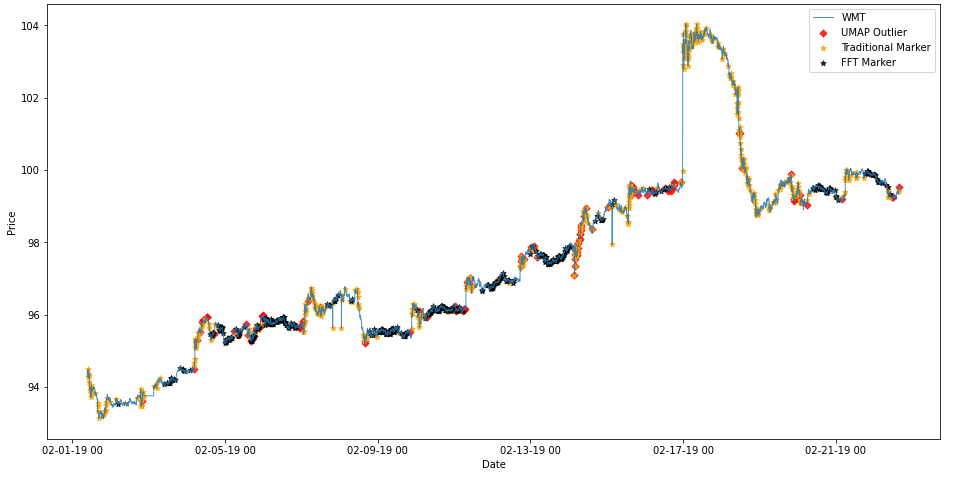 WMT
UMAP Outlier
Traditional Marker
FFT Marker
104
102
100
98
96
94
Price
02-01-19 00
02-05-19 00
02-09-19 00
02-13-19 00
02-17-19 00
02-21-19 00
Date